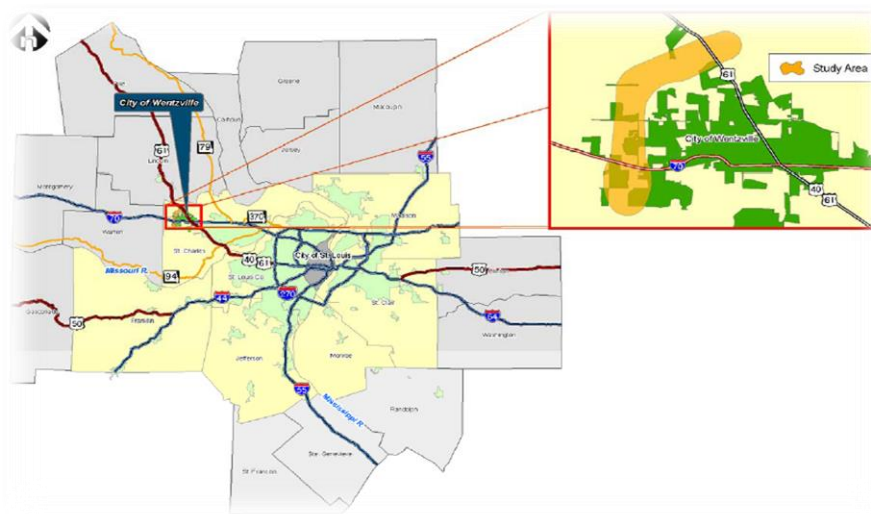 Study Area
61
City of Wentzville
70
40
61
Greene
Macoupin
Calhoun
City of Wentzville
Jersey
79
61
Lincoln
55
Montgomery
Madison
370
70
Warren
St. Charles
40
61
City of St. Louis
Missouri R.
St. Louis Co.
50
94
44
270
St. Clair
50
Franklin
64
Washington
Jefferson
Monroe
55
Mississippi R.
Randolph
Ste. Genevieve
St. Francois